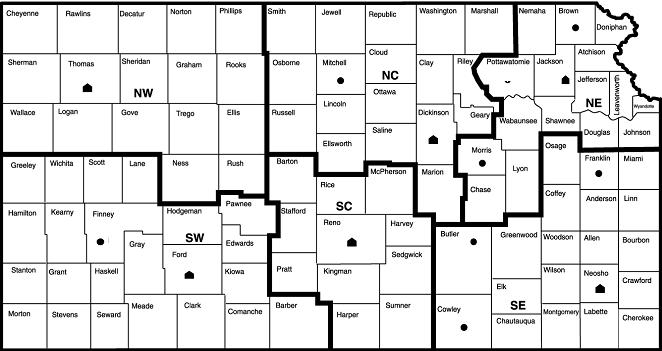 Cheyenne Rawlins Decatur Norton Phillips Smith Jewell Republic Washington Marshall Nemaha Brown
Doniphan
Sherman Thomas Sheridan Graham Rooks Osborne Mitchell Cloud Clay Riley Pottawatomie Jackson Atchison
NW NC Jefferson Leavenworth
Ottawa NE Wyandotte
Wallace Logan Gove Trego Ellis Russell Lincoln Dickinson Geary Wabaunsee Shawnee
Saline Douglas Johnson
Ellsworth Morris Osage
Greeley Wichita Scott Lane Ness Rush Barton McPherson Marion Lyon Franklin Miami
Rice Chase
SC Coffey Anderson Linn
Hamilton Kearny Finney Hodgeman Pawnee Stafford Reno Harvey
SW Butler Greenwood Woodson Allen Bourbon
Gray Ford Edwards Sedgwick
Stanton Grant Haskell Kiowa Pratt Kingman Wilson Neosho Crawford
Elk
Morton Stevens Seward Meade Clark Comanche Barber Harper Sumner Cowley SE Montgomery Labette Cherokee
Chautauqua